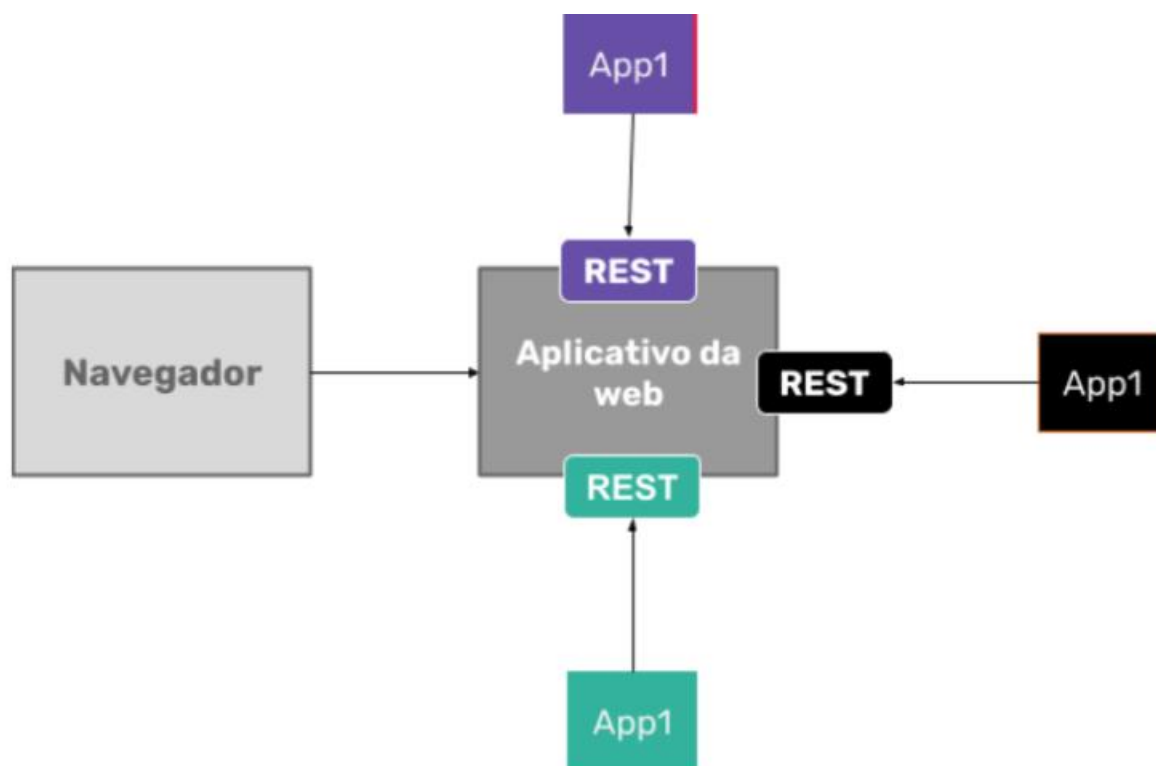 App1
REST
Navegador
Aplicativo da
web
REST
App1
REST
App1